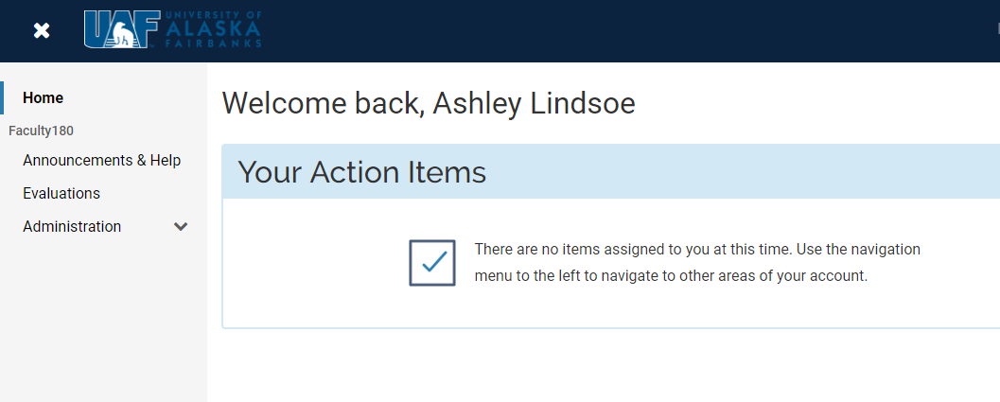 UAF
UNIVERSITY OF
ALASKA
FAIRBANKS
Home
Faculty180
Announcements & Help
Evaluations
Administration
Welcome back, Ashley Lindsoe
Your Action Items
There are no items assigned to you at this time. Use the navigation
menu to the left to navigate to other areas of your account.